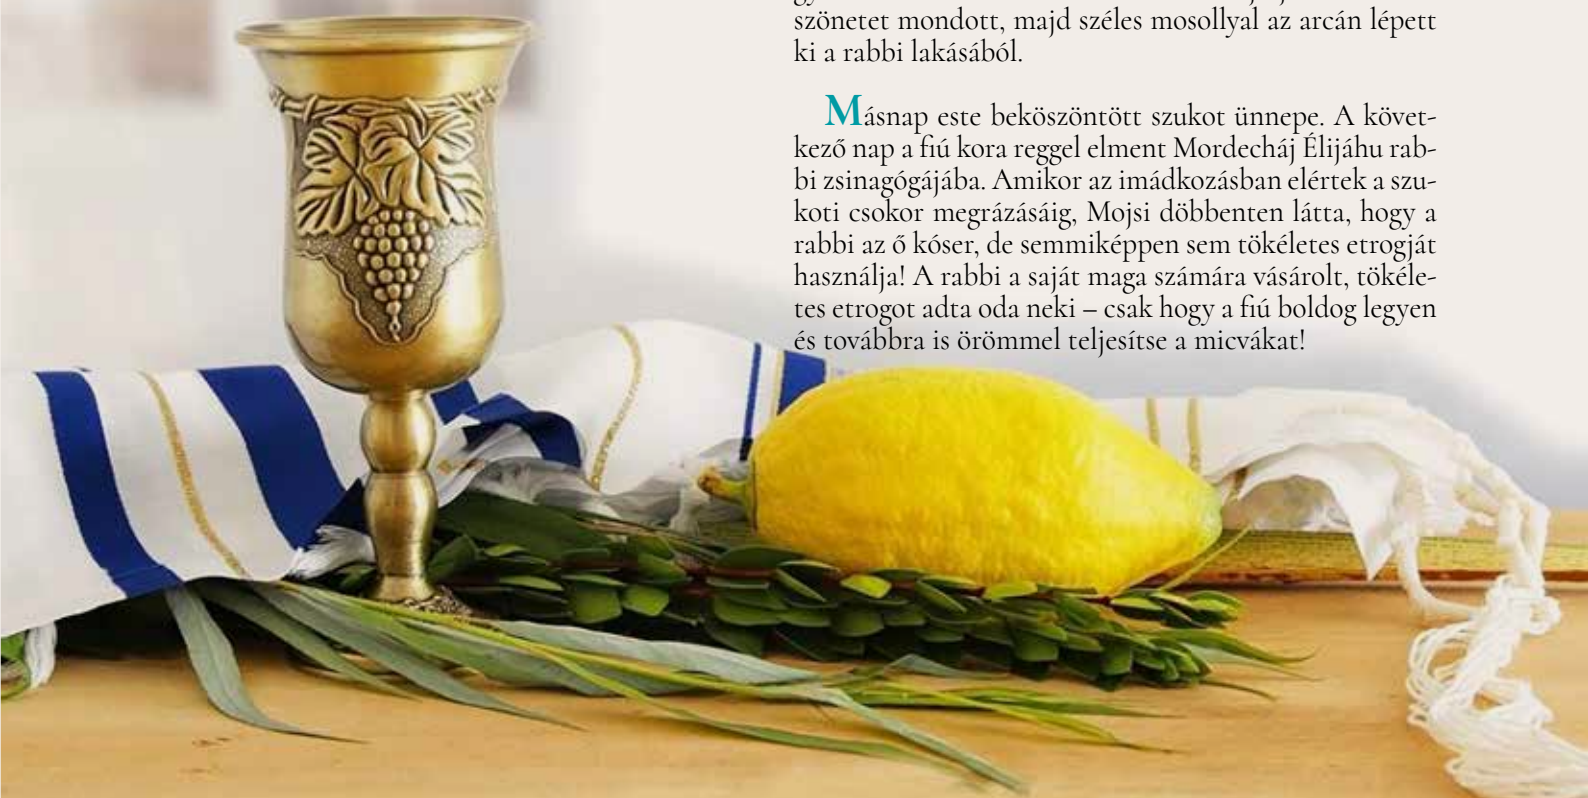 szönetet mondott, majd széles mosollyal az arcán lépett
ki a rabbi lakásából.
Másnap este beköszöntött szukot ünnepe. A követ-
kező nap a fiú kora reggel elment Mordecháj Élijáhu rab-
bi zsinagógájába. Amikor az imádkozásban elértek a szu-
koti csokor megrázásáig, Mojsi döbbenten látta, hogy a
rabbi az ő kóser, de semmiképpen sem tökéletes etrogját
használja! A rabbi a saját maga számára vásárolt, tökéle-
tes etrogot adta oda neki – csak hogy a fiú boldog legyen
és továbbra is örömmel teljesítse a micvákat!